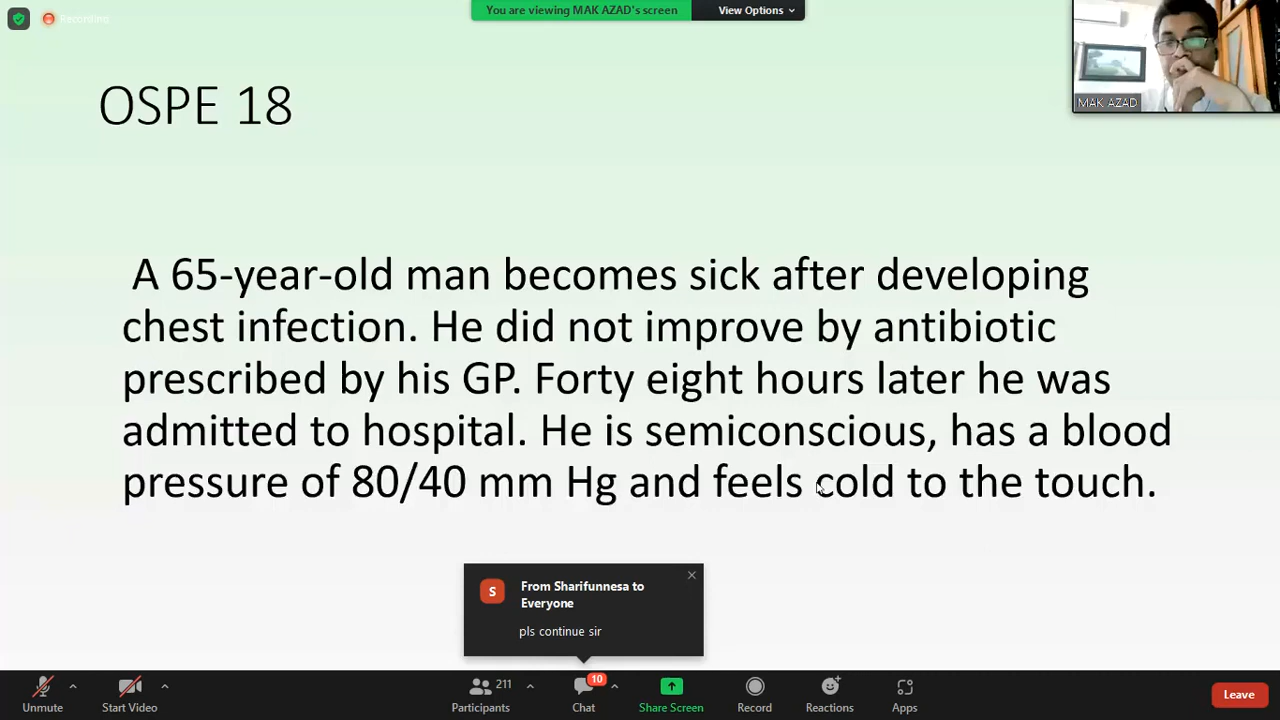 Recording
You are viewing MAK AZAD's screen
View Options
MAK AZAD
OSPE 18
A 65-year-old man becomes sick after developing
chest infection. He did not improve by antibiotic
prescribed by his GP. Forty eight hours later he was
admitted to hospital. He is semiconscious, has a blood
pressure of 80/40 mm Hg and feels cold to the touch.
S
From Sharifunnesa to
Everyone
pls continue sir
Unmute
Start Video
211
Participants
10
Chat
Share Screen
Record
Reactions
Apps
Leave